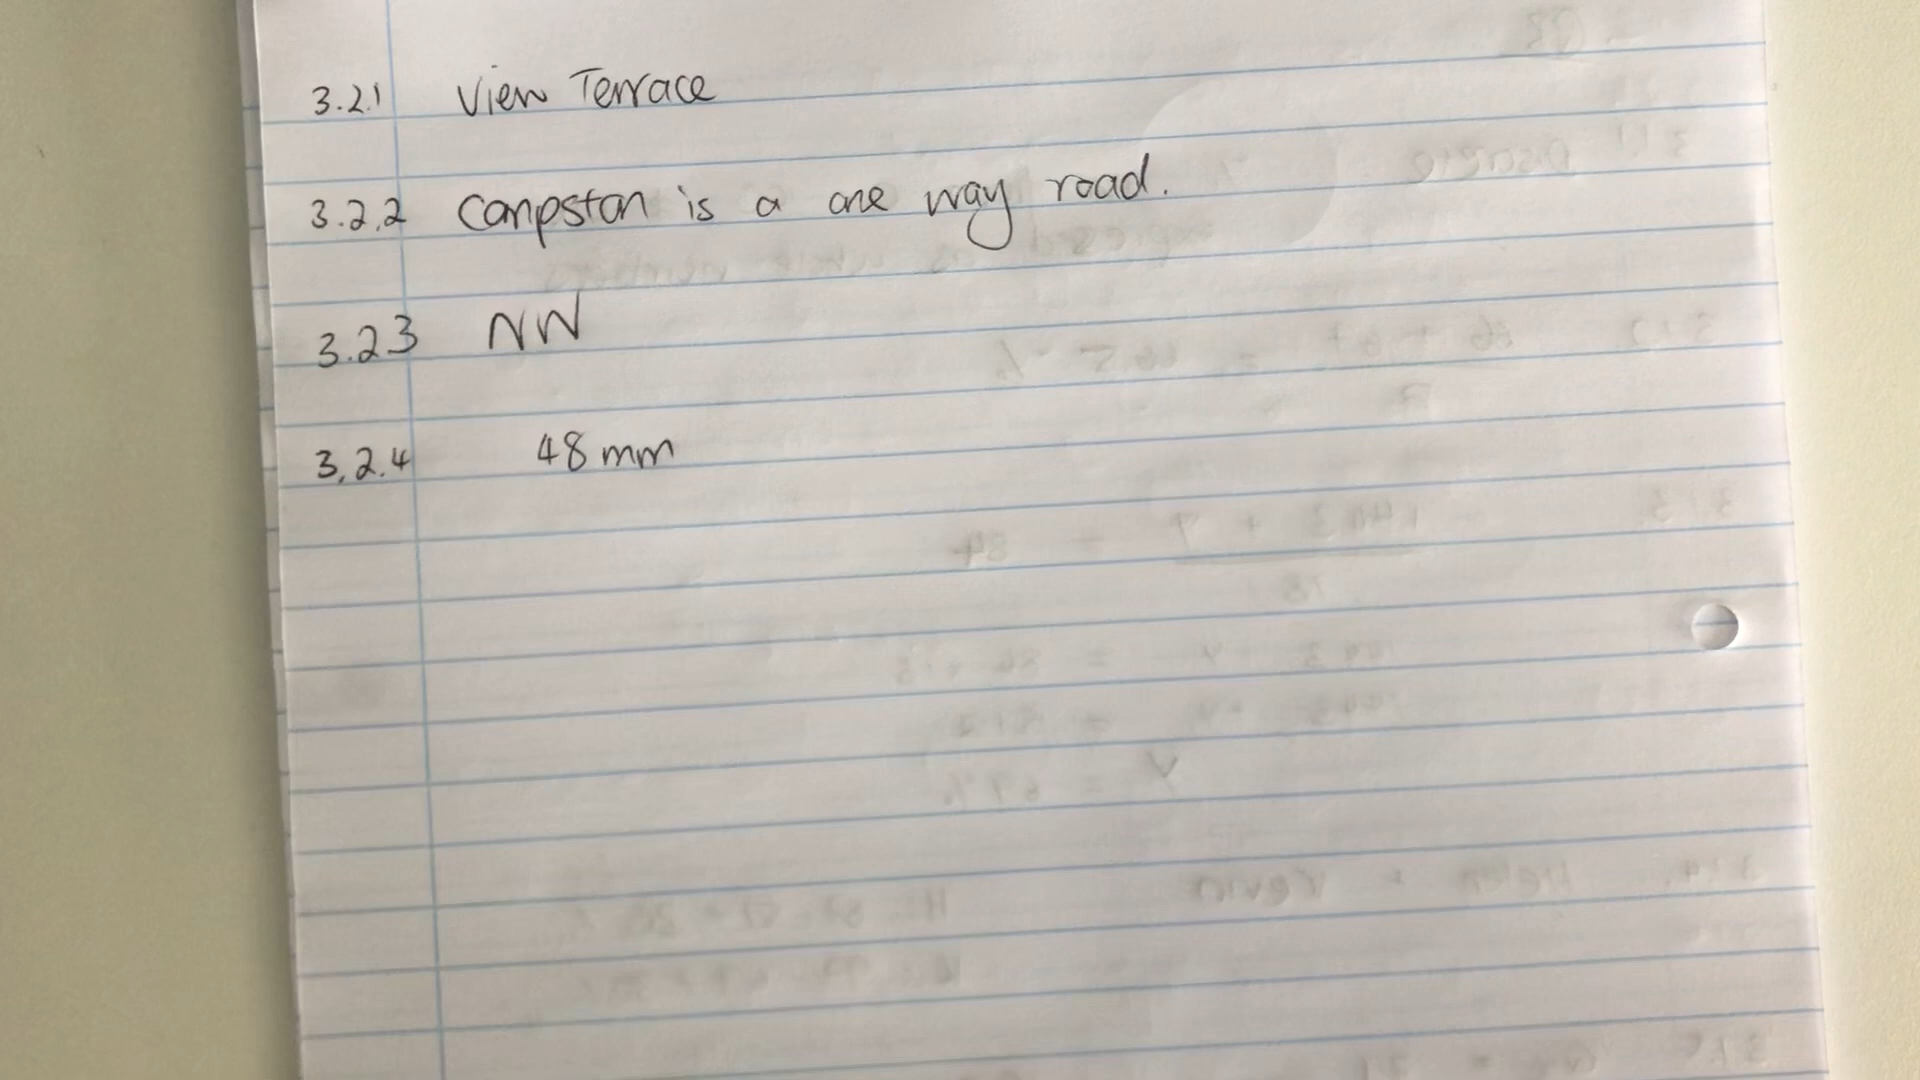 3.2.1 View Terrace
3.2.2 Campston is a one way road.
3.2.3 NW
3.2.4 48 mm